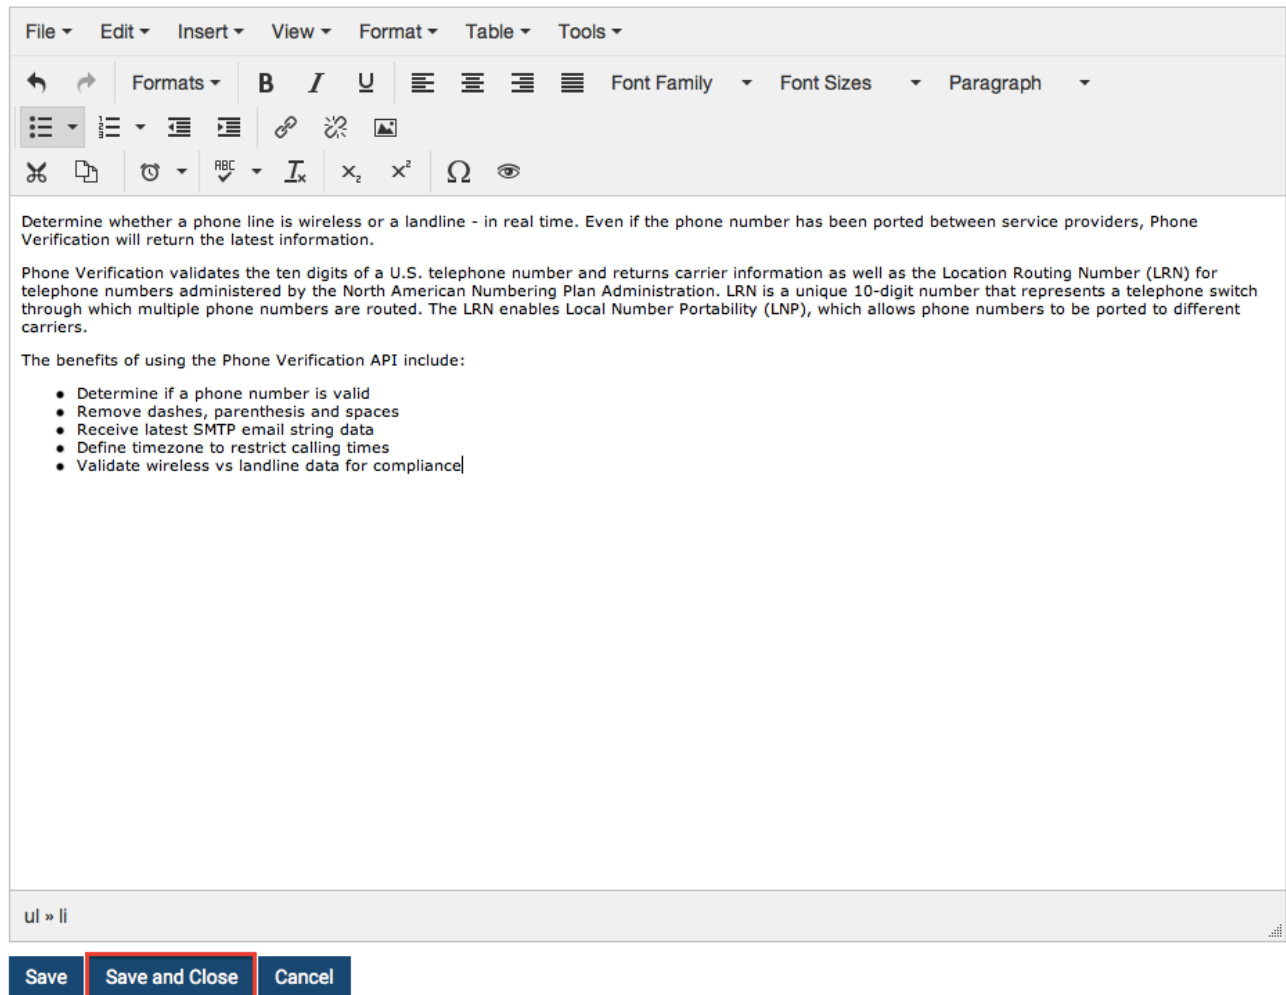 File Edit Insert View Format Table Tools
Formats B I U Font Family Font Sizes Paragraph
ABC Ix x₂ x² Ω
Determine whether a phone line is wireless or a landline - in real time. Even if the phone number has been ported between service providers, Phone
Verification will return the latest information.
Phone Verification validates the ten digits of a U.S. telephone number and returns carrier information as well as the Location Routing Number (LRN) for
telephone numbers administered by the North American Numbering Plan Administration. LRN is a unique 10-digit number that represents a telephone switch
through which multiple phone numbers are routed. The LRN enables Local Number Portability (LNP), which allows phone numbers to be ported to different
carriers.
The benefits of using the Phone Verification API include:
• Determine if a phone number is valid
• Remove dashes, parenthesis and spaces
• Receive latest SMTP email string data
• Define timezone to restrict calling times
• Validate wireless vs landline data for compliance
ul » li
Save Save and Close Cancel